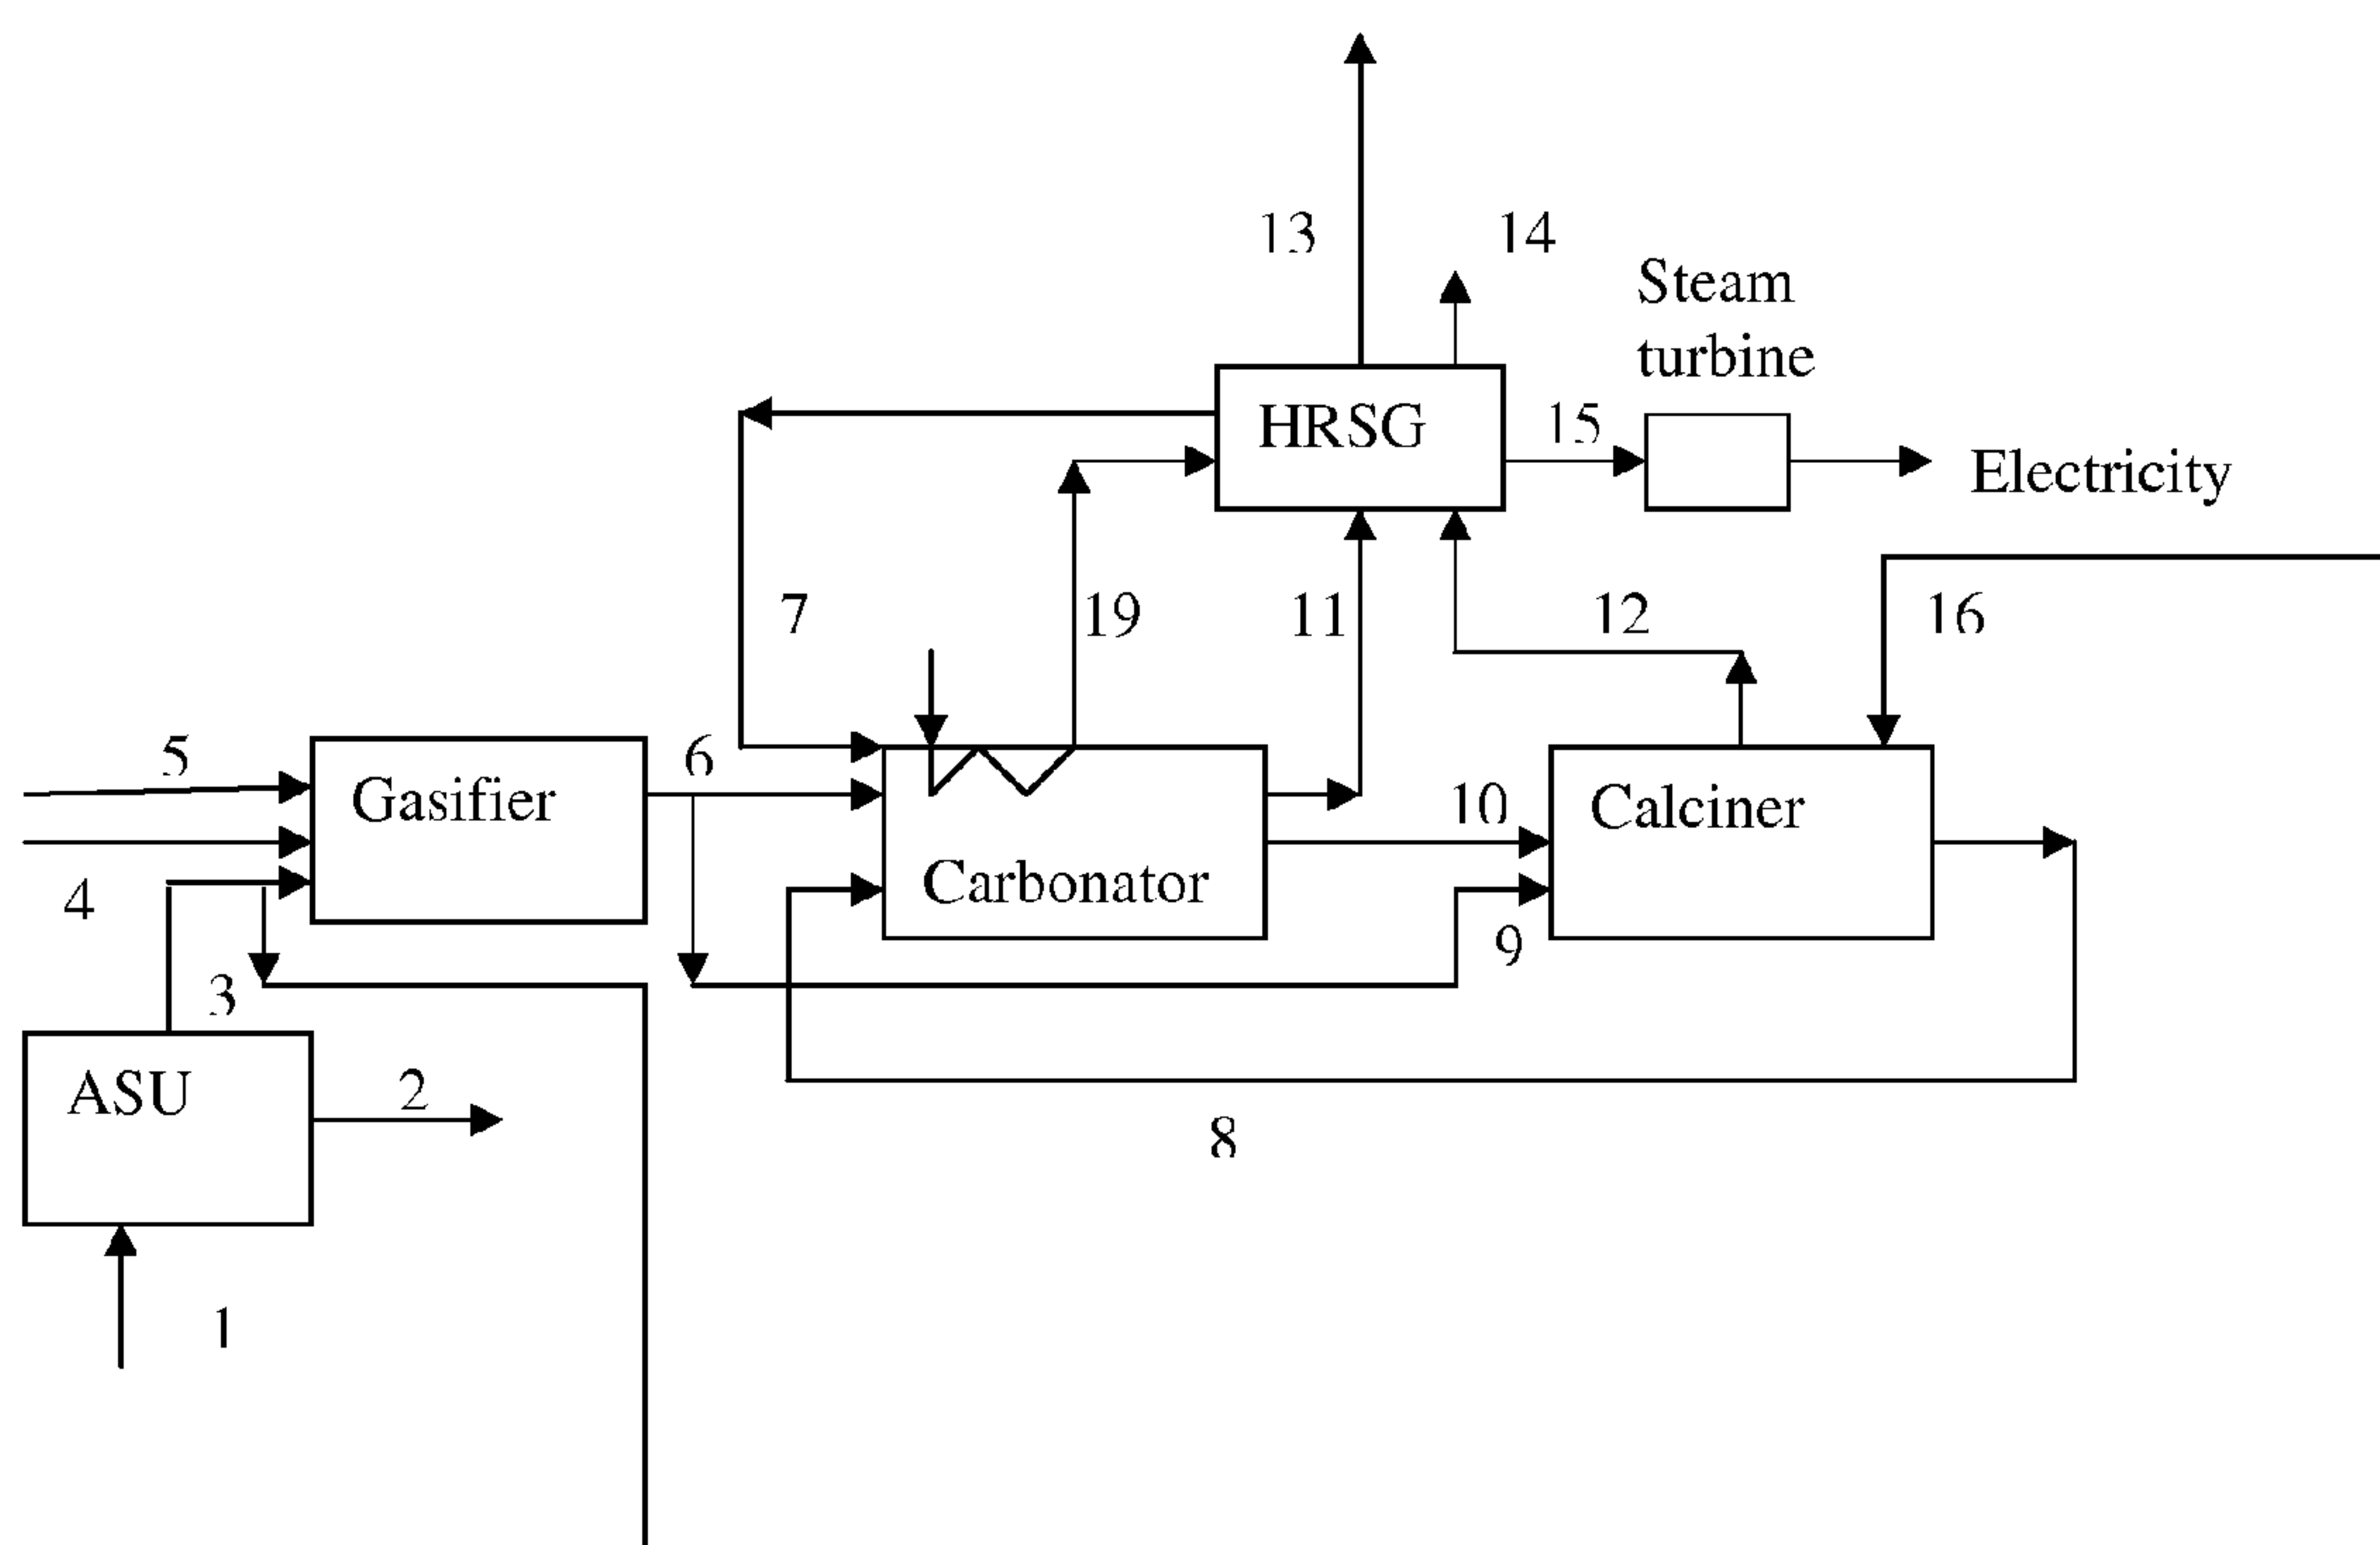 13
14
Steam
turbine
HRSG
15
Electricity
7
19
11
12
16
5
6
Gasifier
10
Calciner
4
Carbonator
9
3
ASU
2
8
1